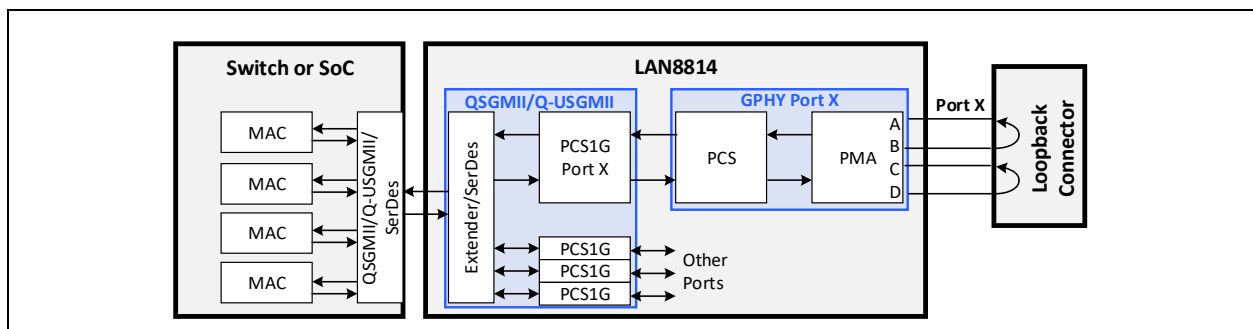 Switch or SoC
MAC
MAC
MAC
MAC
QSGMII/Q-USGMII/
SerDes
LAN8814
QSGMII/Q-USGMII
Extender/SerDes
PCS1G
Port X
PCS1G
PCS1G
PCS1G
Other
Ports
GPHY Port X
PCS
PMA
A
B
C
D
Port X
Loopback
Connector